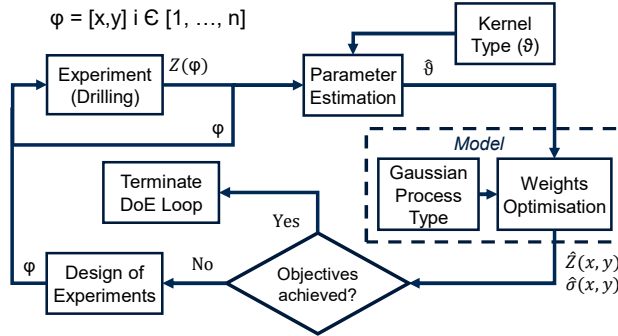 φ = [x,y] i Є [1, …, n]
Kernel
Type (ϑ)
Experiment
(Drilling)
Z(φ)
Parameter
Estimation
ϑ̂
φ
Model
Terminate
DoE Loop
Gaussian
Process
Type
Weights
Optimisation
Yes
φ
Design of
Experiments
No
Objectives
achieved?
Ẑ(x, y)
σ̂(x, y)